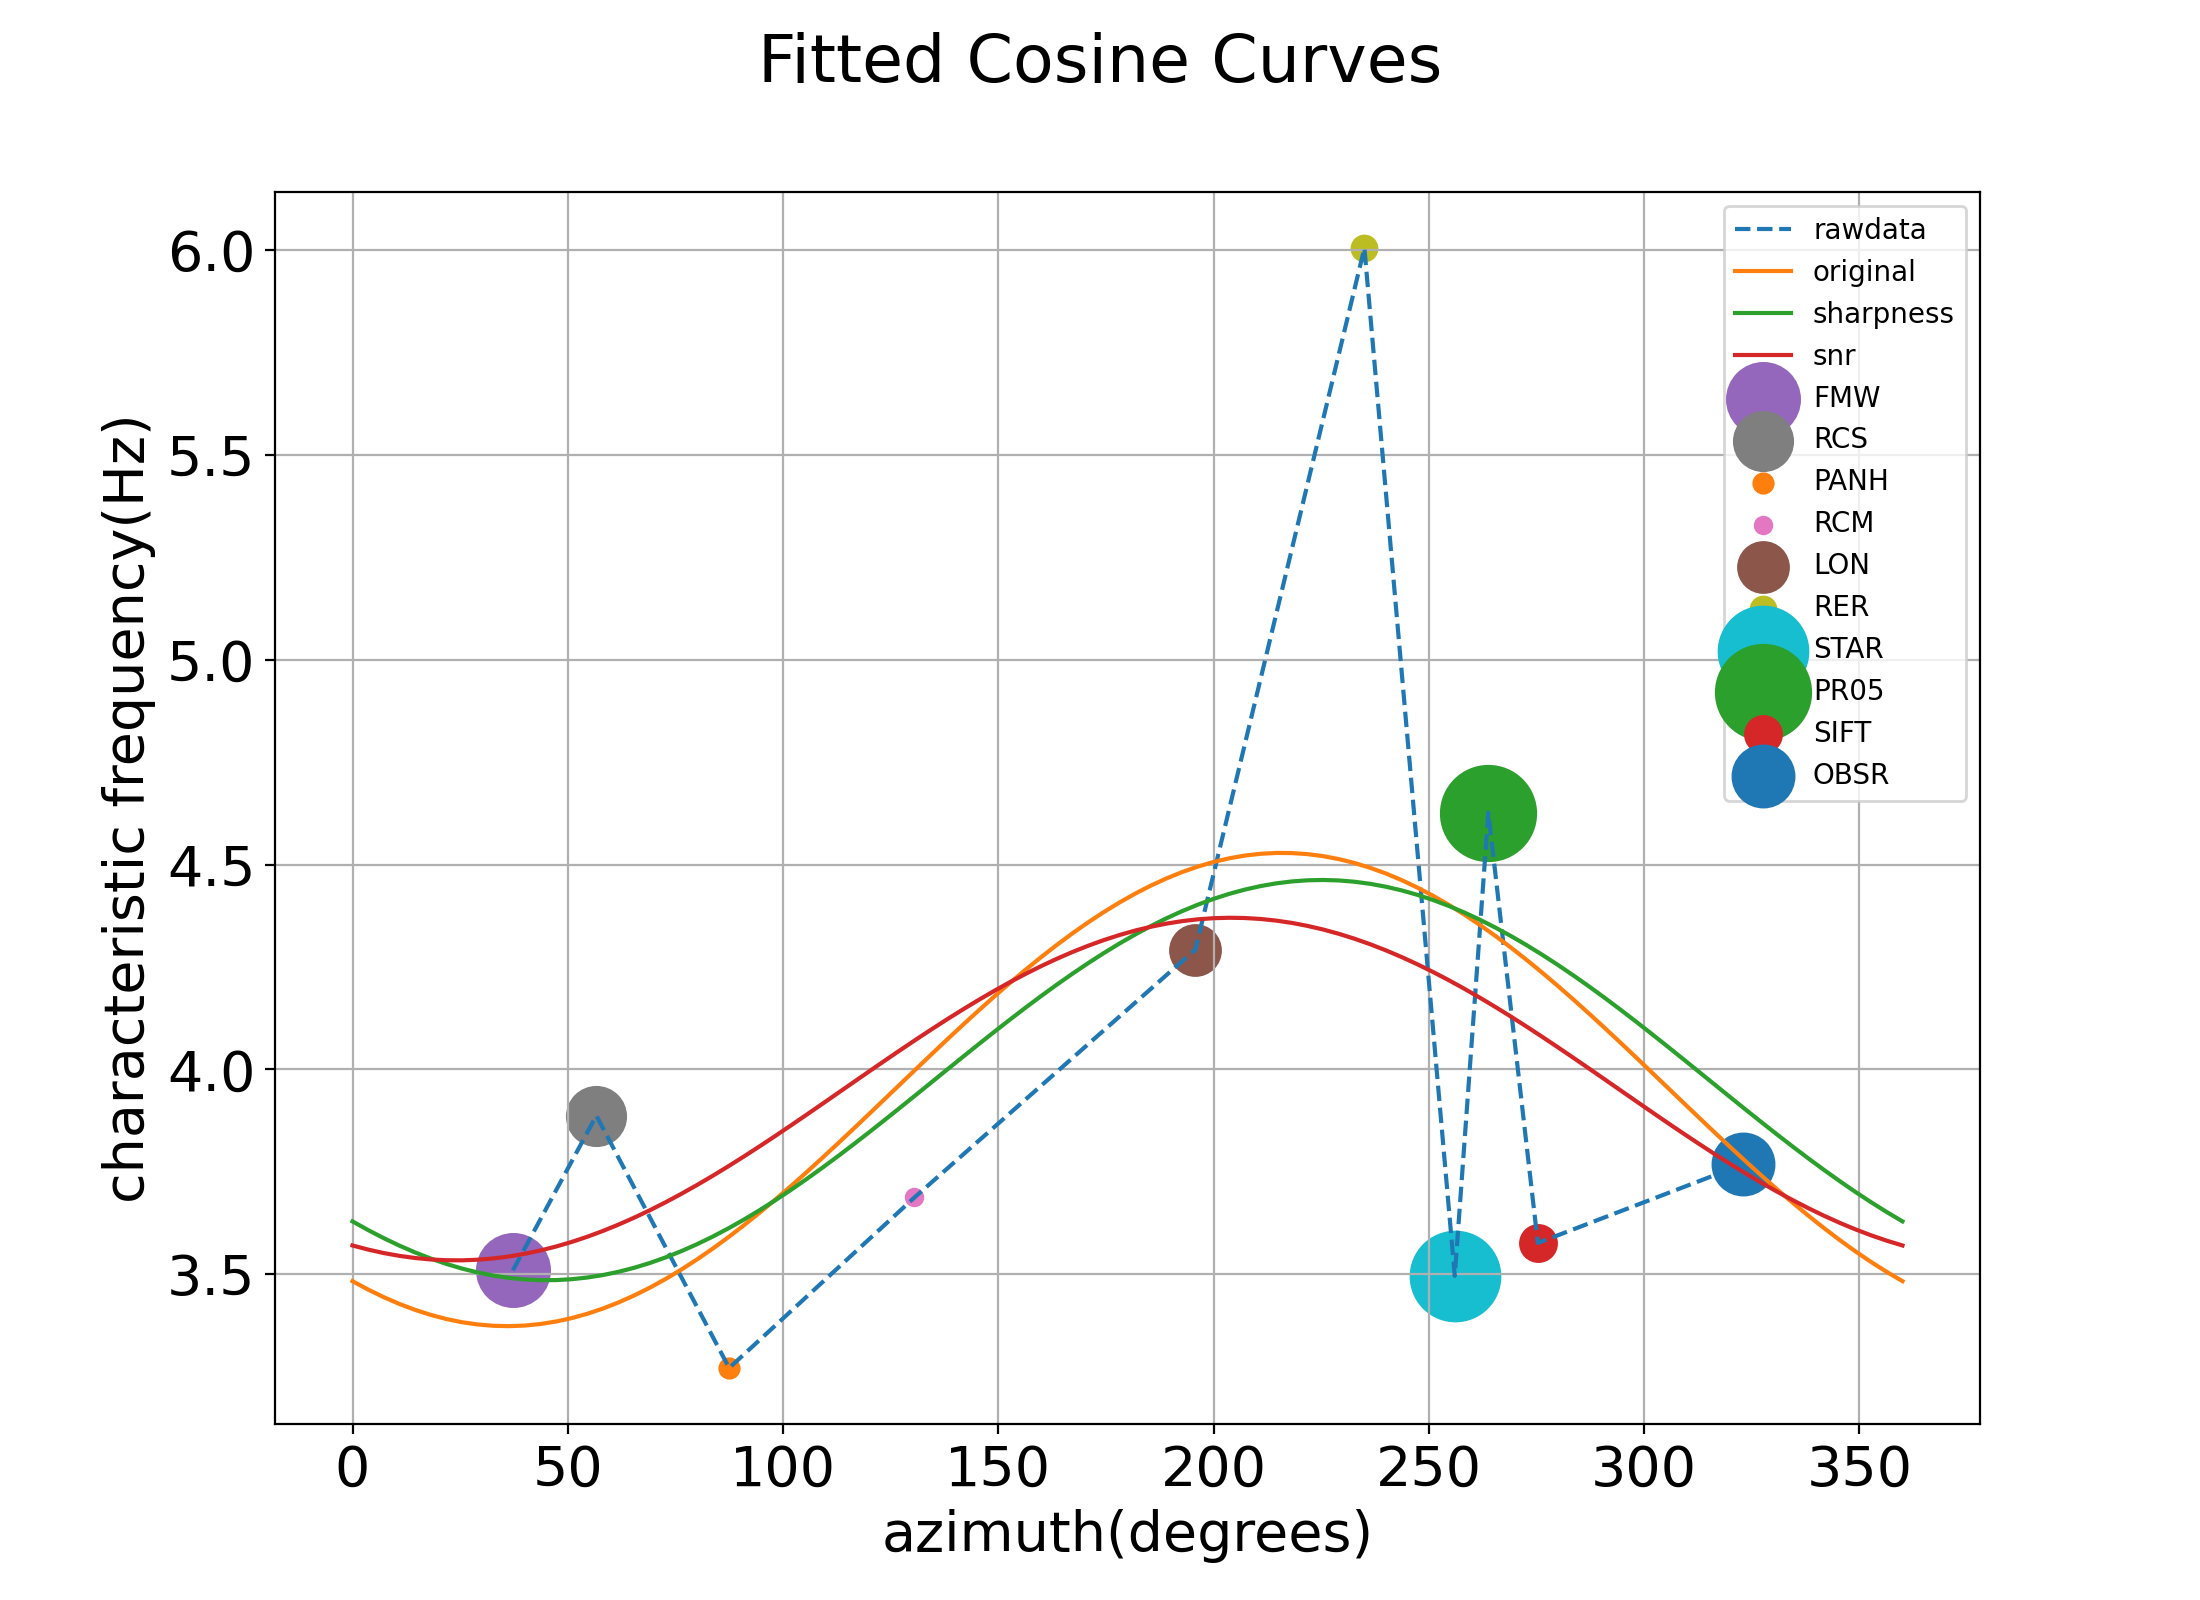 Fitted Cosine Curves
6.0
5.5
5.0
4.5
4.0
3.5
characteristic frequency(Hz)
rawdata
original
sharpness
snr
FMW
RCS
PANH
RCM
LON
RER
STAR
PR05
SIFT
OBSR
0 50 100 150 200 250 300 350
azimuth(degrees)